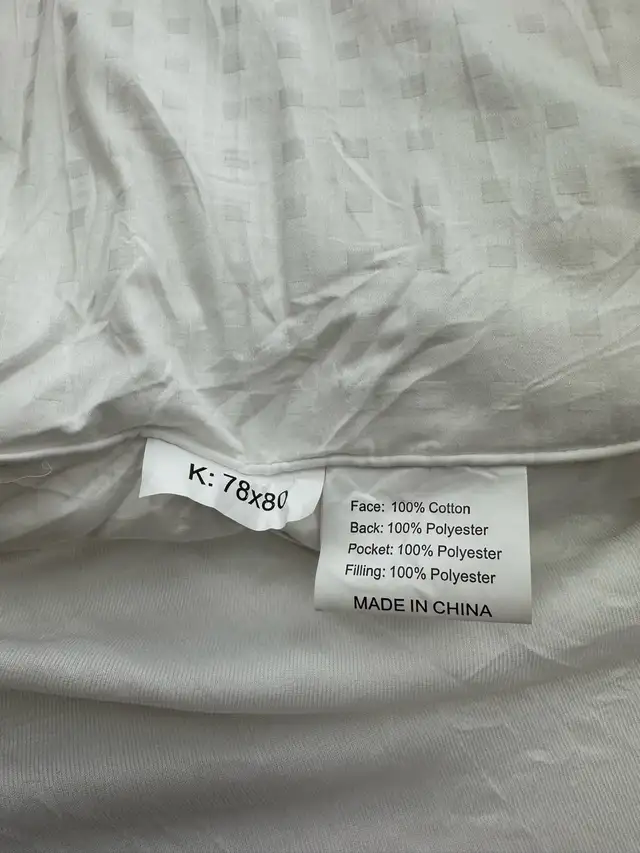 K: 78x80
Face: 100% Cotton
Back: 100% Polyester
Pocket: 100% Polyester
Filling: 100% Polyester
MADE IN CHINA